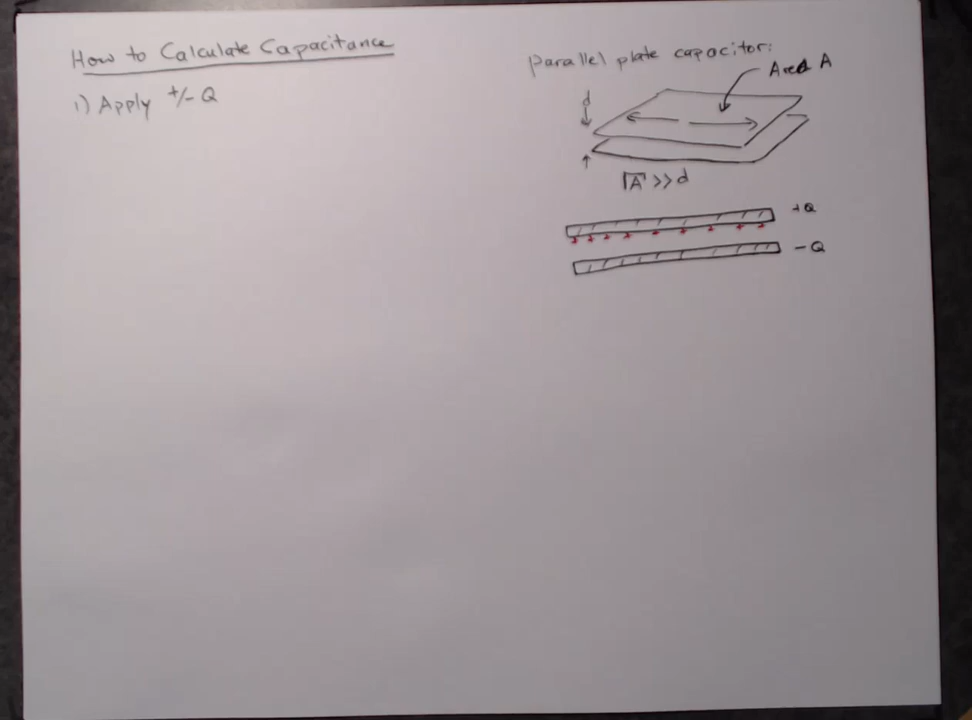 How to Calculate Capacitance
1) Apply +/- Q
Parallel plate capacitor:
Area A
d
√A >> d
+Q
+ + + + + + + + +
- Q